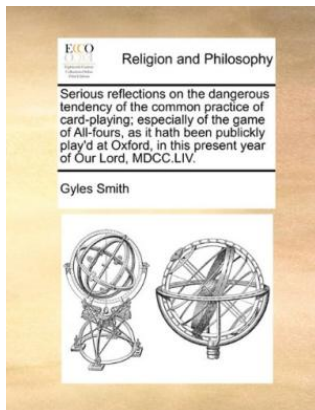 ECCO
Religion and Philosophy
Serious reflections on the dangerous
tendency of the common practice of
card-playing; especially of the game
of All-fours, as it hath been publickly
play'd at Oxford, in this present year
of Our Lord, MDCC.LIV.
Gyles Smith